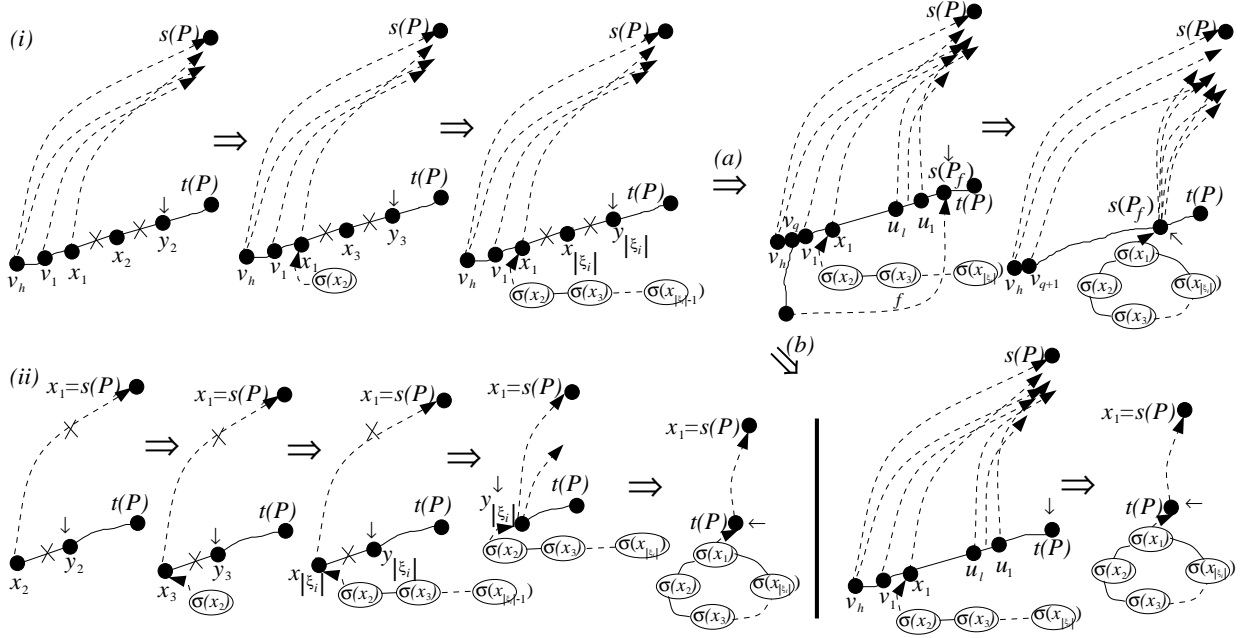 (i)
s(P)
t(P)
v_h v_1 x_1 x_2 y_2
⇒
s(P)
t(P)
v_h v_1 x_1 x_3 y_3
σ(x_2)
⇒
s(P)
t(P)
v_h v_1 x_1 x_|ξ_i| y_|ξ_i|
σ(x_2) σ(x_3) σ(x_|ξ_i|-1)
(a)
⇒
s(P)
s(P_f)
t(P)
v_h v_q v_1 x_1 u_l u_1
σ(x_2) σ(x_3) σ(x_|ξ_i|)
f
⇒
s(P)
s(P_f) t(P)
v_h v_q+1
σ(x_1)
σ(x_2) σ(x_|ξ_i|)
σ(x_3)
(b)
⇒
(ii)
x_1=s(P)
t(P)
x_2 y_2
⇒
x_1=s(P)
t(P)
x_3 y_3
σ(x_2)
⇒
x_1=s(P)
t(P)
x_|ξ_i| y_|ξ_i|
σ(x_2) σ(x_3) σ(x_|ξ_i|-1)
⇒
x_1=s(P)
y_|ξ_i| t(P)
σ(x_2) σ(x_3) σ(x_|ξ_i|)
⇒
x_1=s(P)
t(P)
σ(x_1)
σ(x_2) σ(x_|ξ_i|)
σ(x_3)
s(P)
t(P)
v_h v_1 x_1 u_l u_1
σ(x_2) σ(x_3) σ(x_|ξ_i|)
⇒
x_1=s(P)
t(P)
σ(x_1)
σ(x_2) σ(x_|ξ_i|)
σ(x_3)